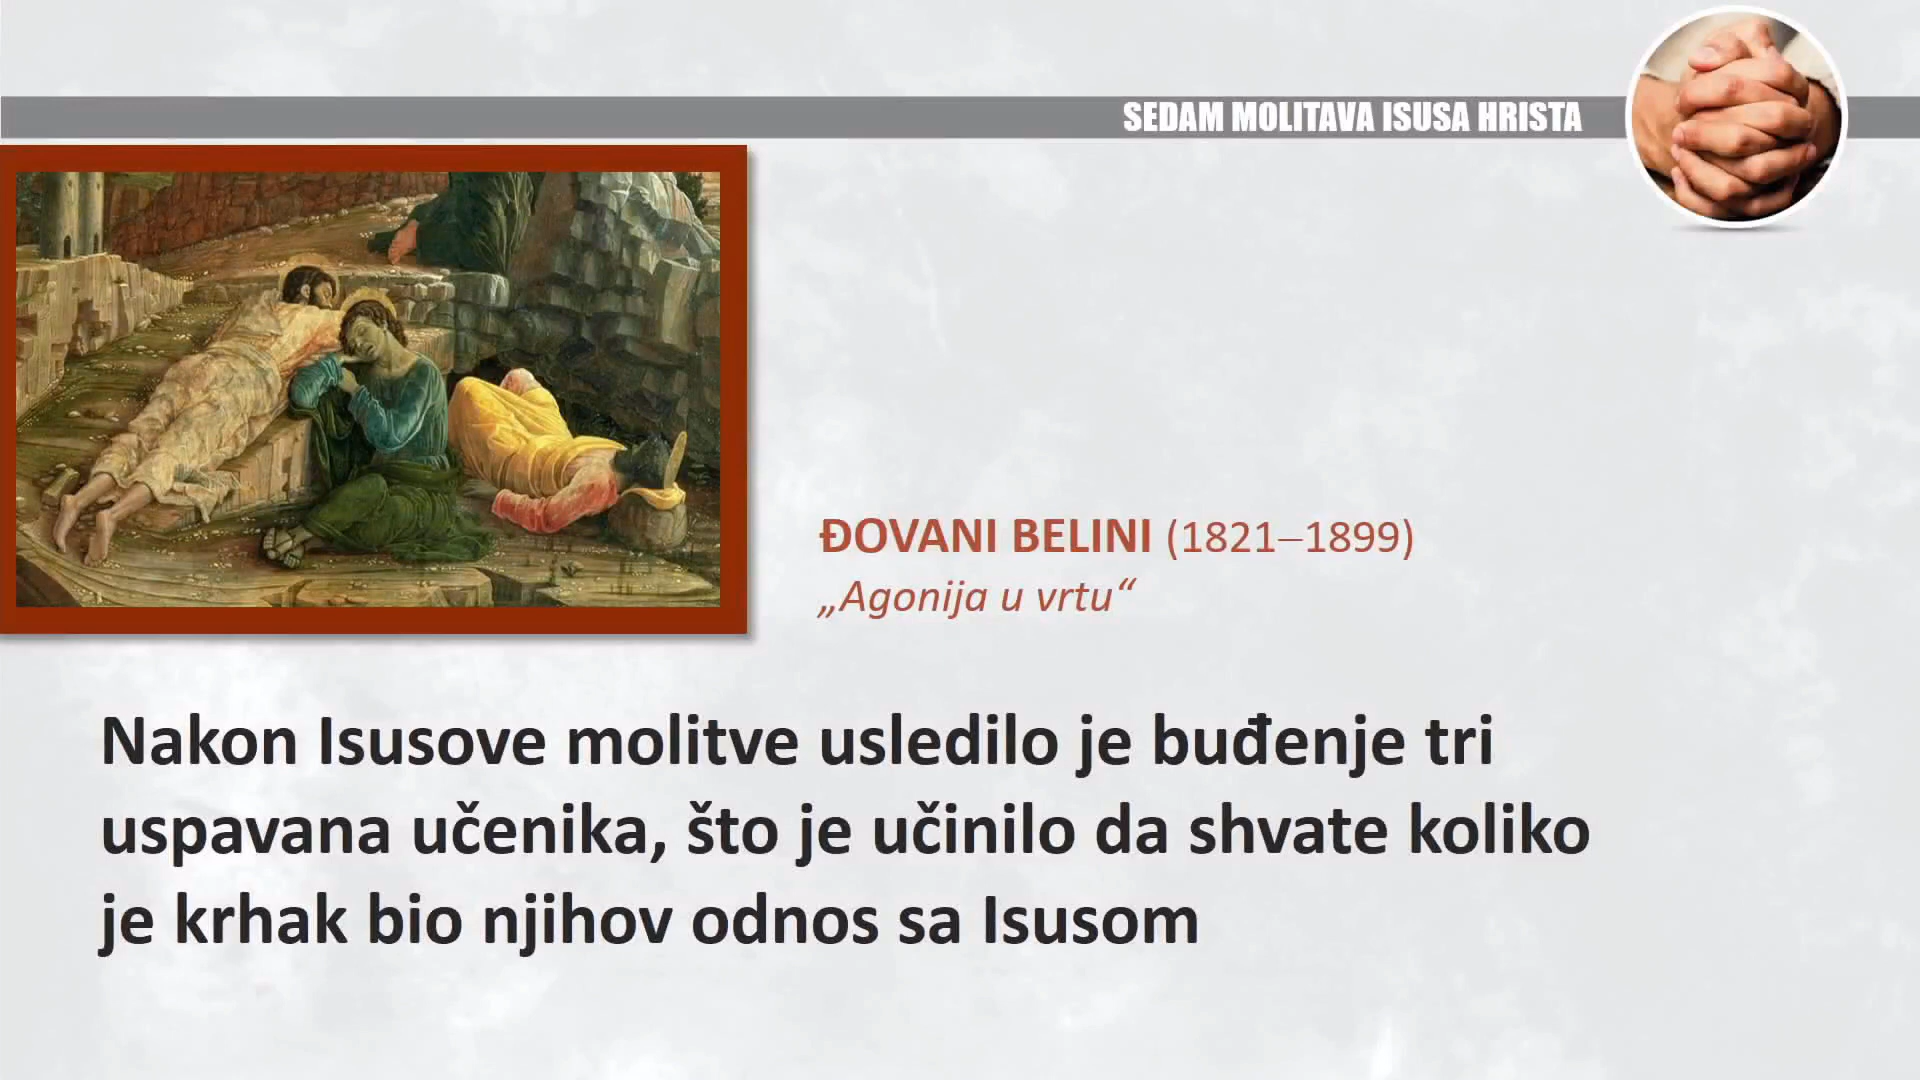 SEDAM MOLITAVA ISUSA HRISTA
ĐOVANI BELINI (1821–1899)
„Agonija u vrtu“
Nakon Isusove molitve usledilo je buđenje tri
uspavana učenika, što je učinilo da shvate koliko
je krhak bio njihov odnos sa Isusom